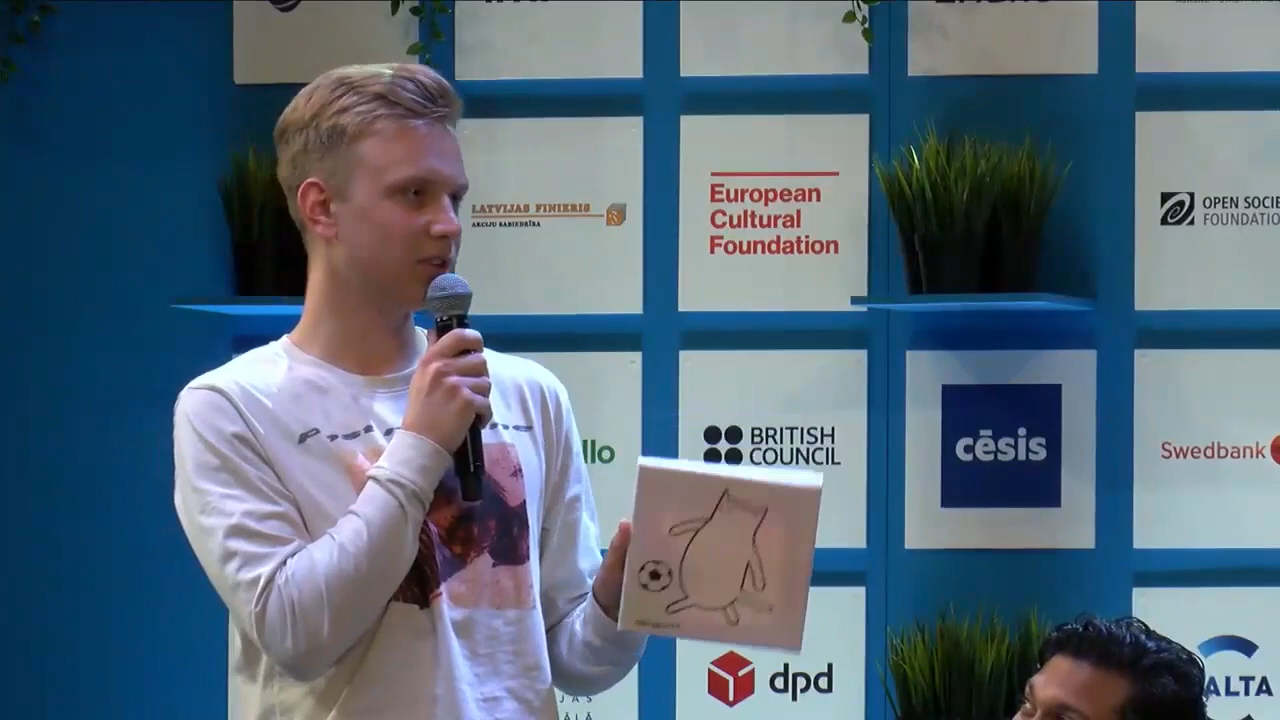 LATVIJAS FINIERIS
AKCIJU SABIEDRĪBA
European
Cultural
Foundation
OPEN SOCIE
FOUNDATIO
llo
BRITISH
COUNCIL
cēsis
Swedbank
dpd
ALTA